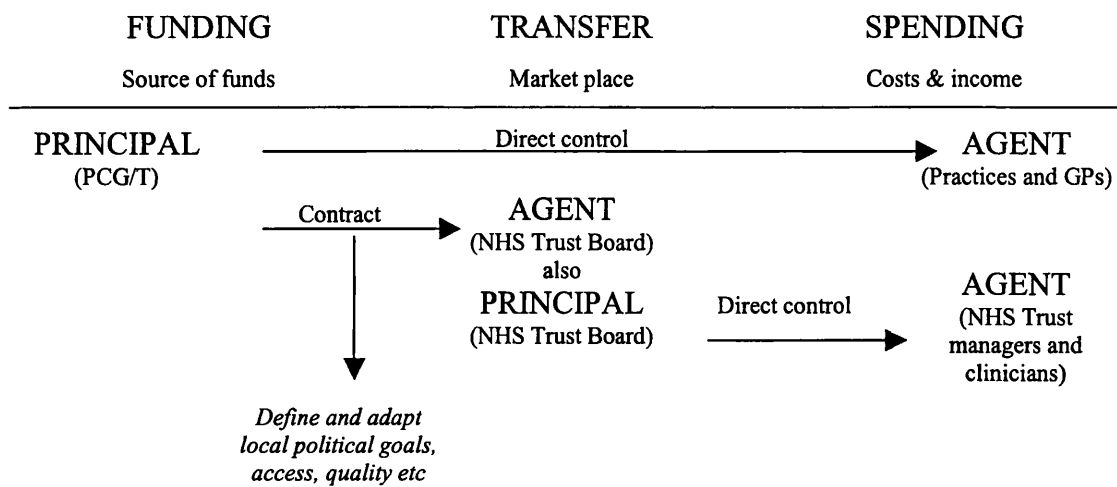 FUNDING TRANSFER SPENDING
Source of funds Market place Costs & income
PRINCIPAL Direct control AGENT
(PCG/T) (Practices and GPs)
Contract AGENT
(NHS Trust Board)
also
PRINCIPAL Direct control AGENT
(NHS Trust Board) (NHS Trust
managers and
clinicians)
Define and adapt
local political goals,
access, quality etc